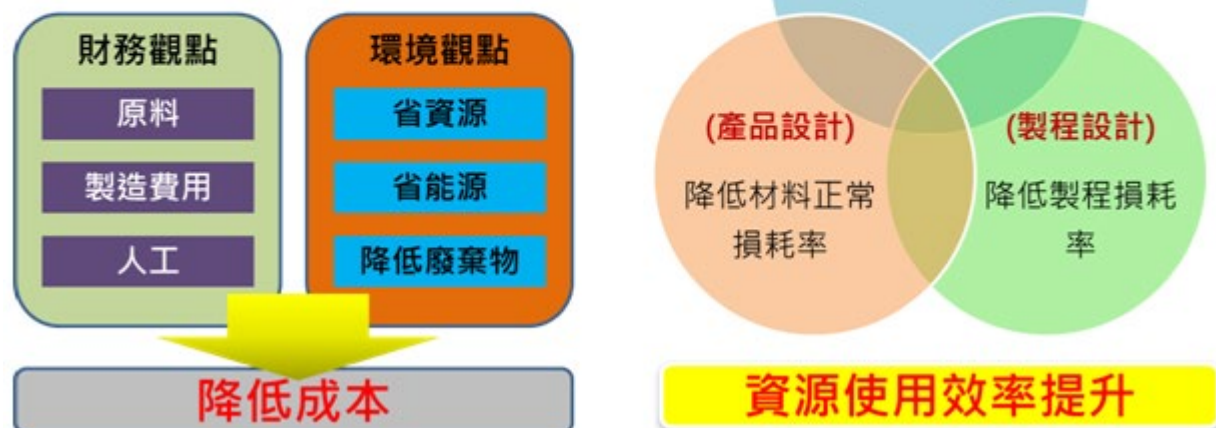 財務觀點
原料
製造費用
人工
環境觀點
省資源
省能源
降低廢棄物
降低成本
(產品設計)
降低材料正常
損耗率
(製程設計)
降低製程損耗
率
資源使用效率提升